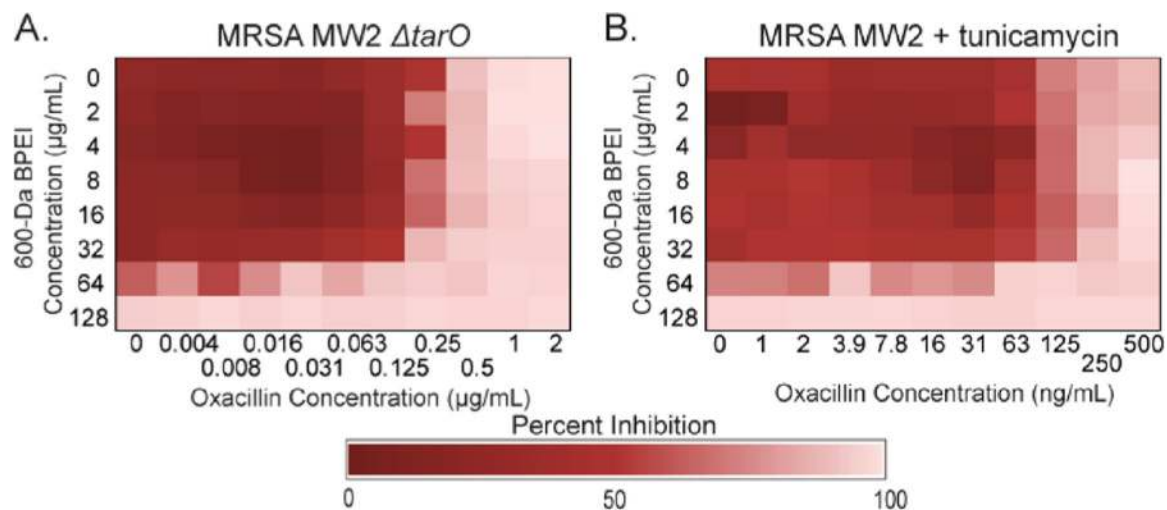 A.
MRSA MW2 ΔtarO
600-Da BPEI
Concentration (µg/mL)
0
2
4
8
16
32
64
128
0 0.004 0.016 0.063 0.25 1 2
0.008 0.031 0.125 0.5
Oxacillin Concentration (µg/mL)
B.
MRSA MW2 + tunicamycin
600-Da BPEI
Concentration (µg/mL)
0
2
4
8
16
32
64
128
0 1 2 3.9 7.8 16 31 63 125 500
250
Oxacillin Concentration (ng/mL)
Percent Inhibition
0 50 100